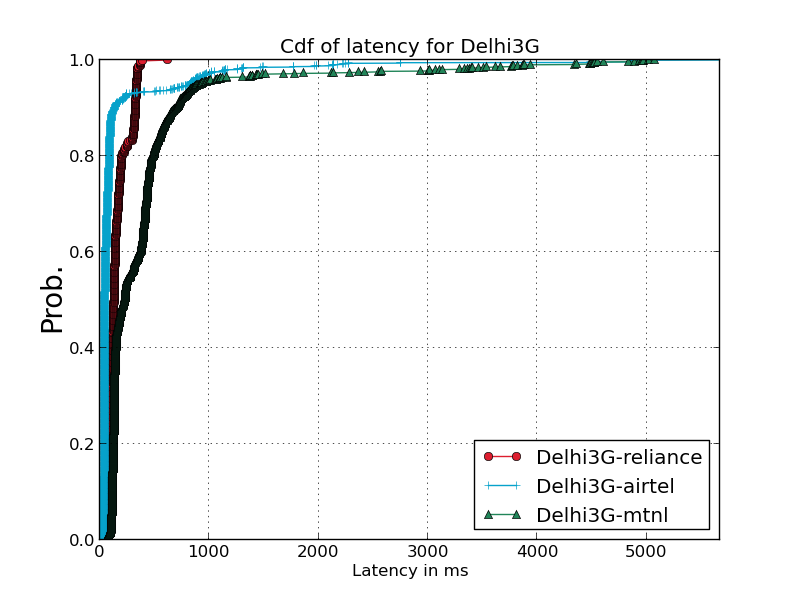 Cdf of latency for Delhi3G
1.0
0.8
0.6
0.4
0.2
0.0
Prob.
0 1000 2000 3000 4000 5000
Latency in ms
Delhi3G-reliance
Delhi3G-airtel
Delhi3G-mtnl